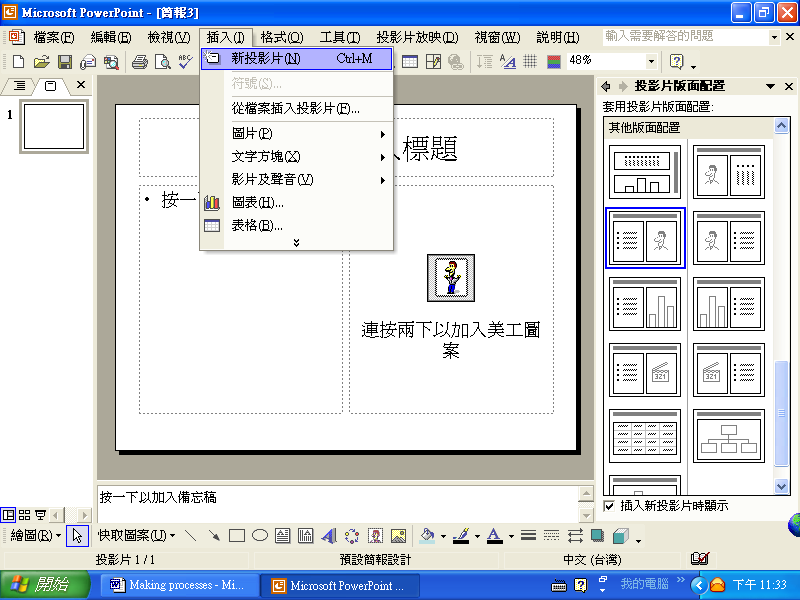 Microsoft PowerPoint - [簡報3]
檔案(F) 編輯(E) 檢視(V) 插入(I) 格式(O) 工具(T) 投影片放映(D) 視窗(W) 說明(H) 輸入需要解答的問題
48%
新投影片(N) Ctrl+M
符號(S)...
從檔案插入投影片(F)...
圖片(P)
文字方塊(X)
影片及聲音(V)
圖表(H)...
表格(B)...
1
標題
• 按一
連按兩下以加入美工圖
案
投影片版面配置
套用投影片版面配置:
其他版面配置
321
321
插入新投影片時顯示
按一下以加入備忘稿
繪圖(R) 快取圖案(U)
投影片 1 / 1 預設簡報設計 中文 (台灣)
開始 Making processes - Mi... Microsoft PowerPoint ... 我的電腦 下午 11:33